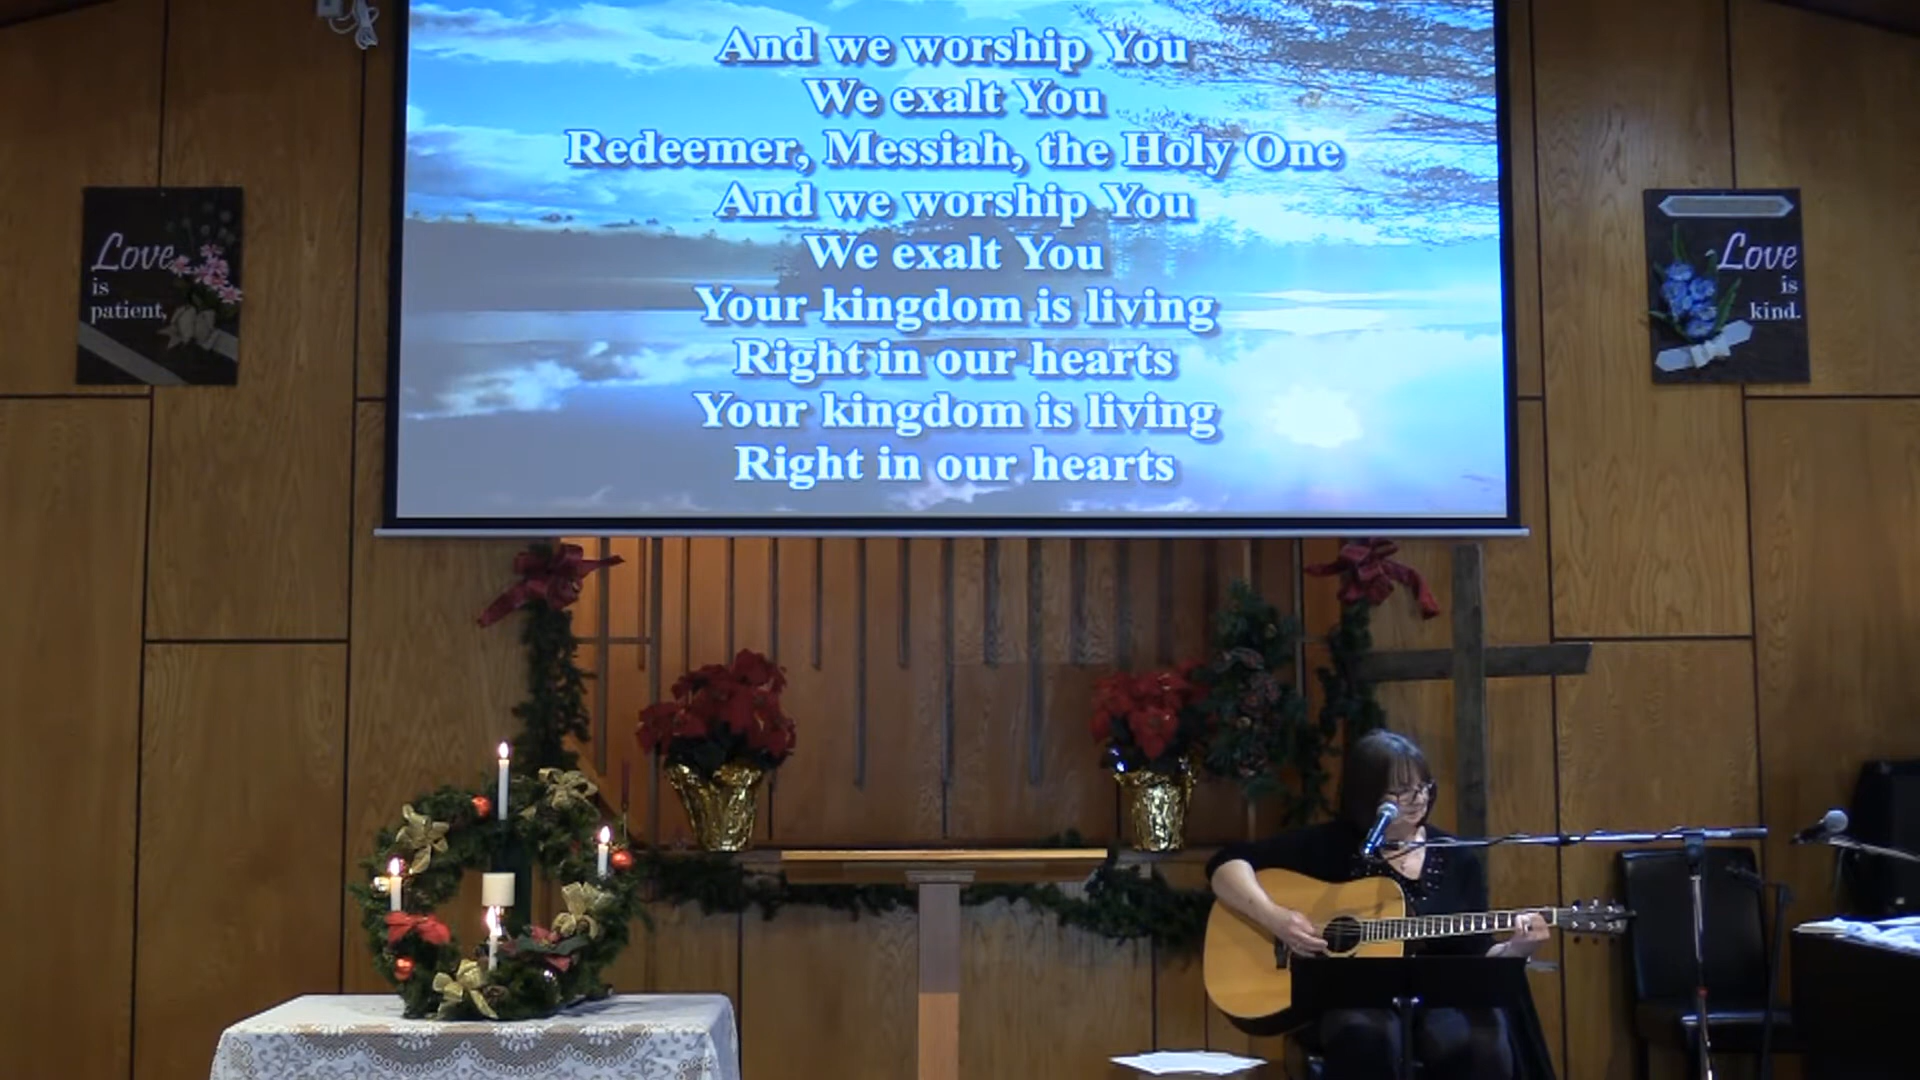 And we worship You
We exalt You
Redeemer, Messiah, the Holy One
And we worship You
We exalt You
Your kingdom is living
Right in our hearts
Your kingdom is living
Right in our hearts
Love
is
patient,
Love
is
kind.